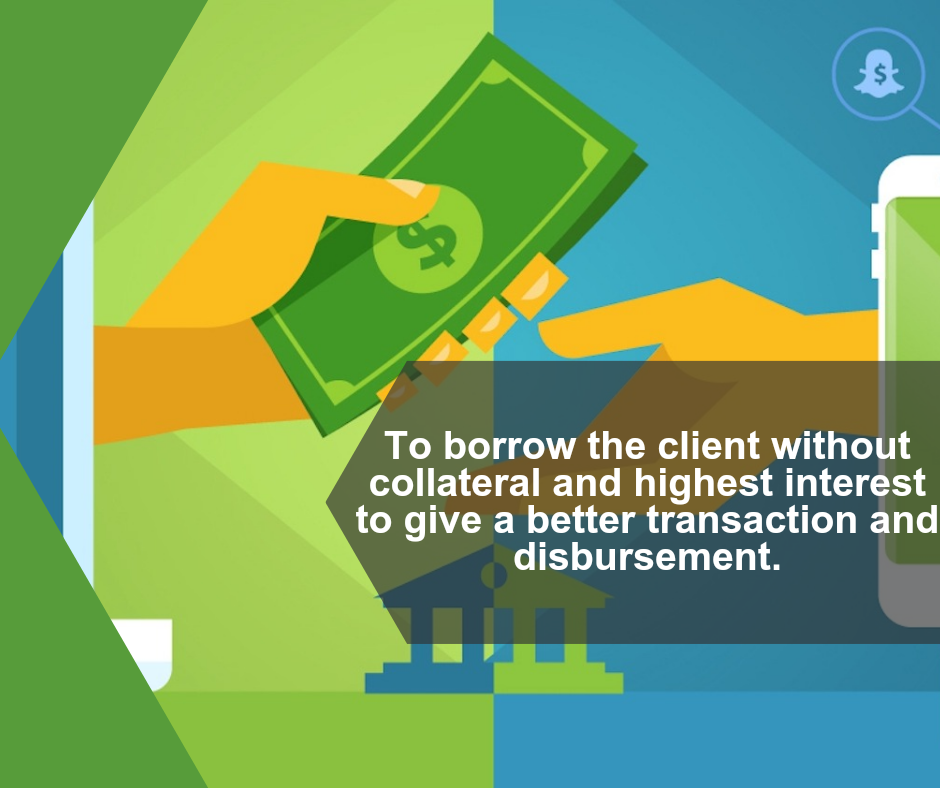 $
$
To borrow the client without
collateral and highest interest
to give a better transaction and
disbursement.